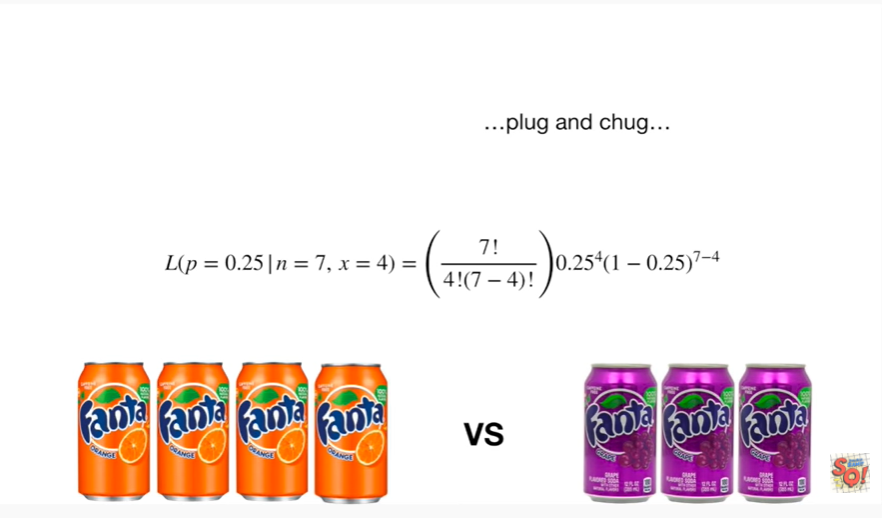 ...plug and chug...
L(p = 0.25 | n = 7, x = 4) = (7! / 4!(7 − 4)!) 0.25⁴(1 − 0.25)⁷⁻⁴
Fanta Fanta Fanta Fanta
ORANGE ORANGE ORANGE ORANGE
vs
Fanta Fanta Fanta
GRAPE GRAPE GRAPE